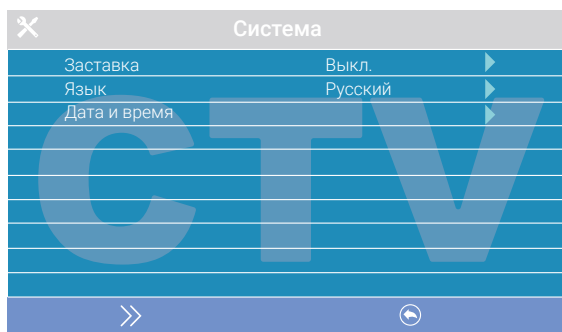 Система
Заставка Выкл.
Язык Русский
Дата и время
CTV